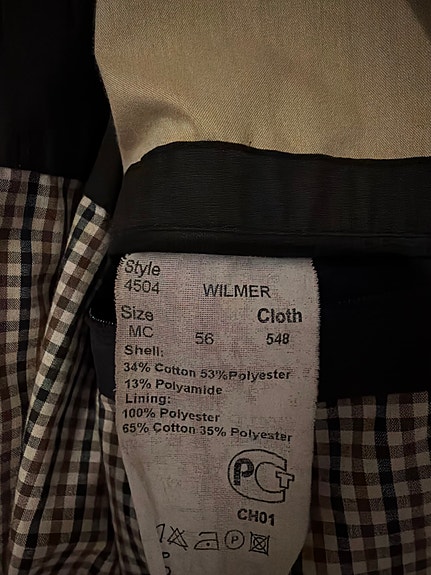 Style
4504 WILMER
Size Cloth
MC 56 548
Shell:
34% Cotton 53%Polyester
13% Polyamide
Lining:
100% Polyester
65% Cotton 35% Polyester
РСТ
CH01
P